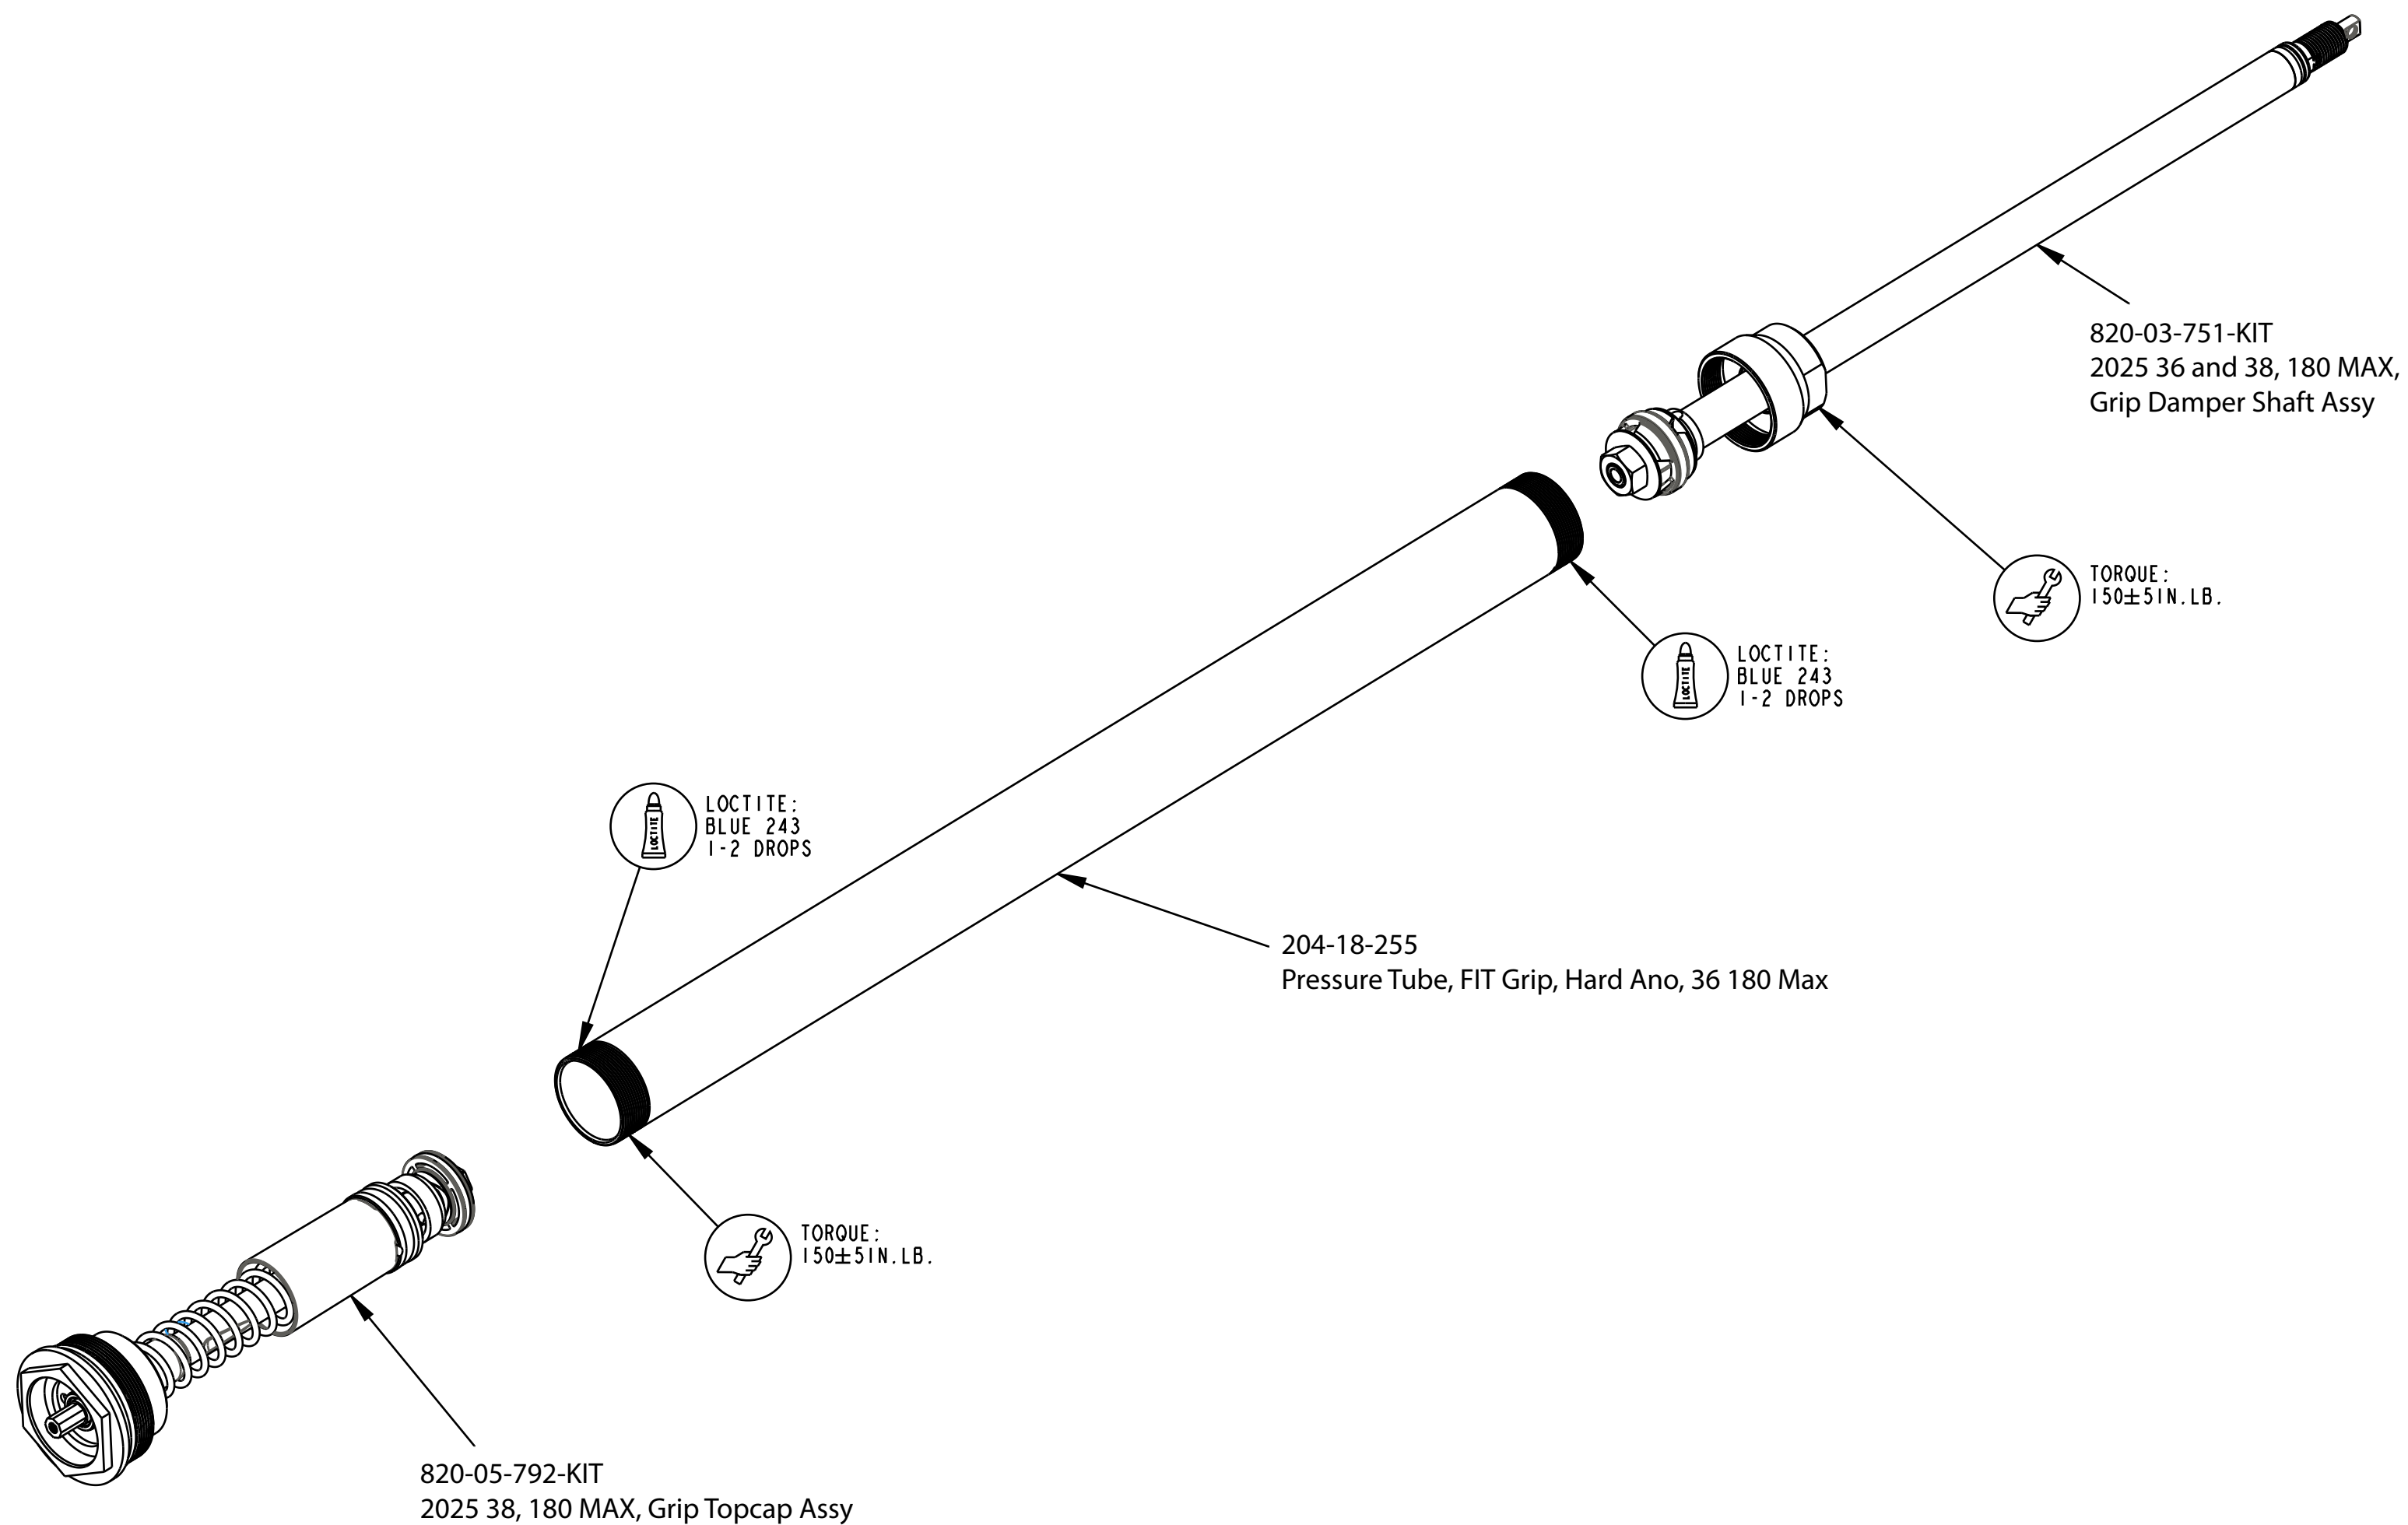 820-03-751-KIT
2025 36 and 38, 180 MAX,
Grip Damper Shaft Assy
TORQUE:
150±5IN.LB.
LOCTITE:
BLUE 243
1-2 DROPS
LOCTITE
LOCTITE:
BLUE 243
1-2 DROPS
LOCTITE
204-18-255
Pressure Tube, FIT Grip, Hard Ano, 36 180 Max
TORQUE:
150±5IN.LB.
820-05-792-KIT
2025 38, 180 MAX, Grip Topcap Assy